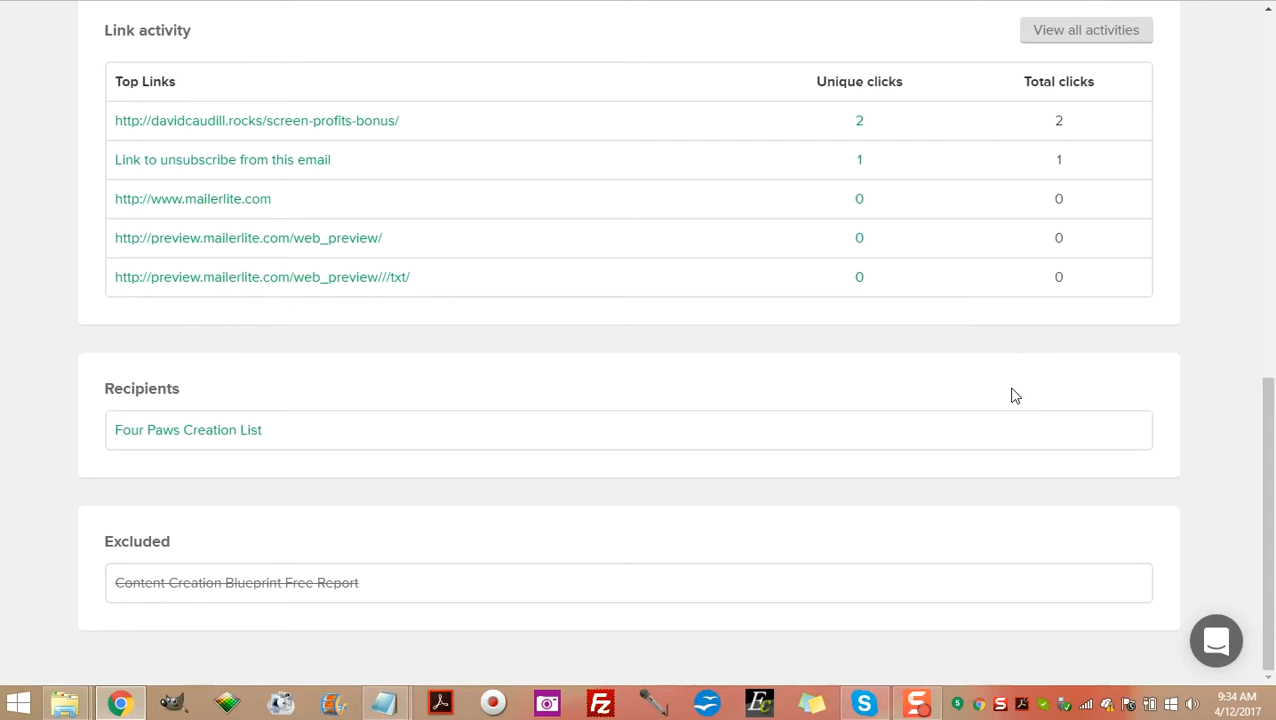 Link activity
View all activities
Top Links Unique clicks Total clicks
http://davidcaudill.rocks/screen-profits-bonus/ 2 2
Link to unsubscribe from this email 1 1
http://www.mailerlite.com 0 0
http://preview.mailerlite.com/web_preview/ 0 0
http://preview.mailerlite.com/web_preview///txt/ 0 0
Recipients
Four Paws Creation List
Excluded
Content Creation Blueprint Free Report
9:34 AM
4/12/2017